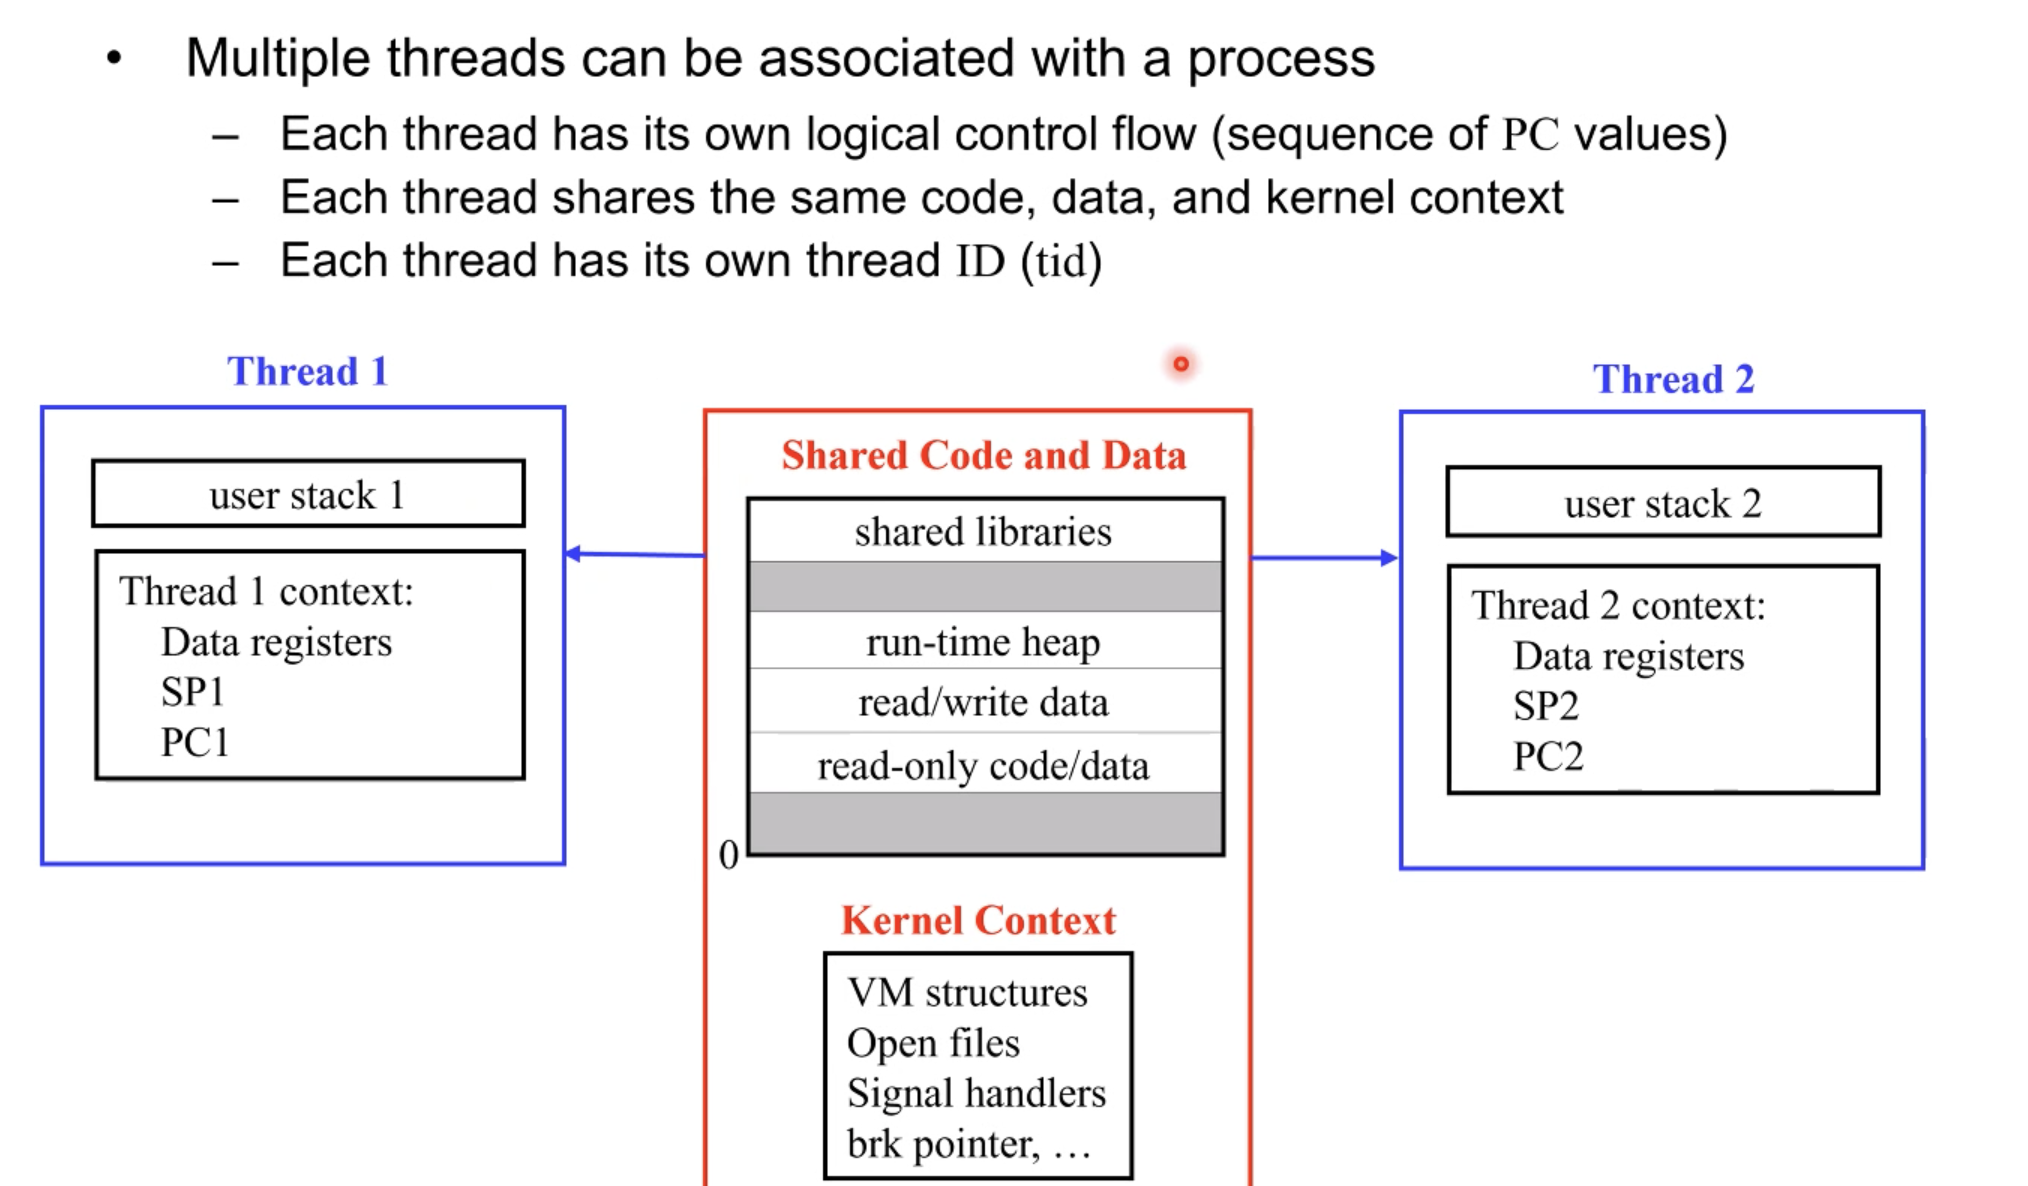 • Multiple threads can be associated with a process
– Each thread has its own logical control flow (sequence of PC values)
– Each thread shares the same code, data, and kernel context
– Each thread has its own thread ID (tid)
Thread 1
user stack 1
Thread 1 context:
Data registers
SP1
PC1
Shared Code and Data
shared libraries
run-time heap
read/write data
read-only code/data
0
Kernel Context
VM structures
Open files
Signal handlers
brk pointer, …
Thread 2
user stack 2
Thread 2 context:
Data registers
SP2
PC2